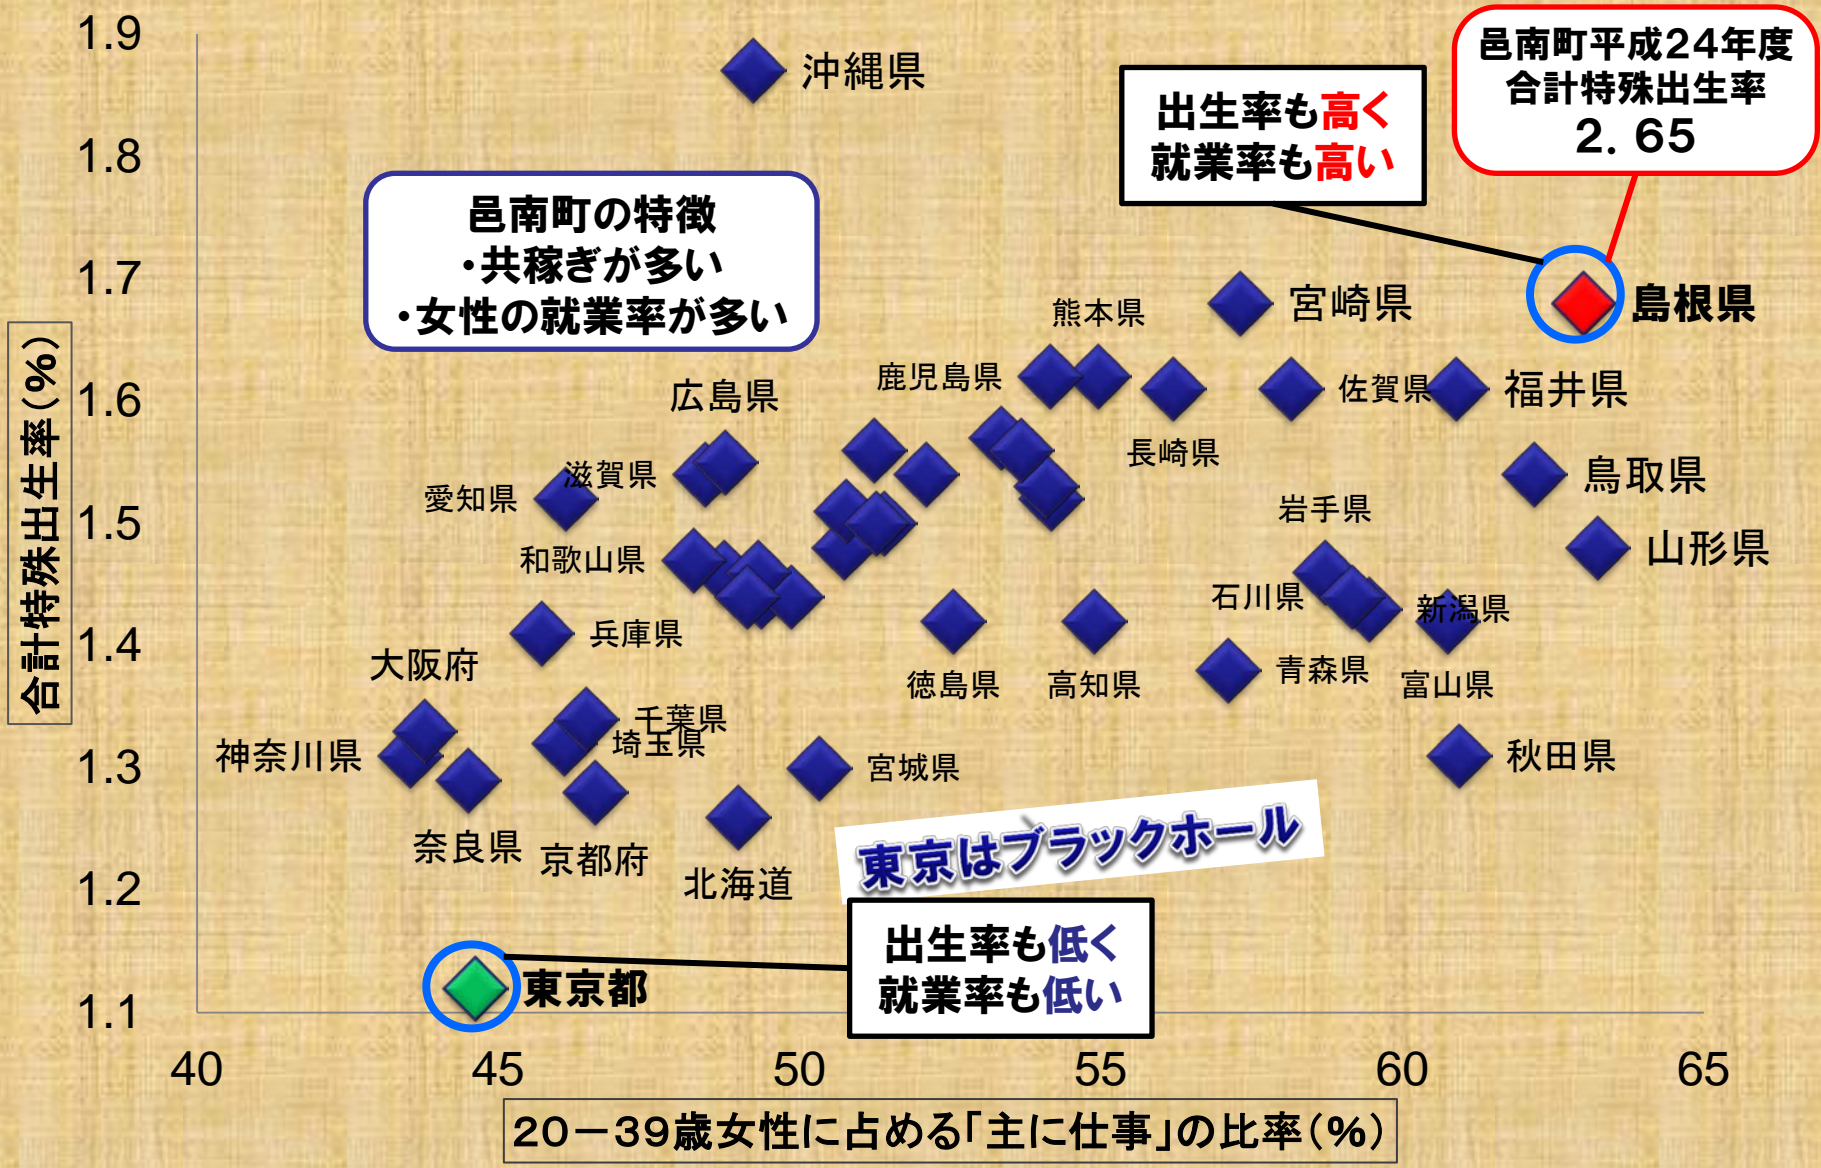 1.9
1.8
1.7
1.6
1.5
1.4
1.3
1.2
1.1
合計特殊出生率(%)
40
45
50
55
60
65
20－39歳女性に占める「主に仕事」の比率(%)
邑南町平成24年度
合計特殊出生率
2.65
出生率も高く
就業率も高い
邑南町の特徴
・共稼ぎが多い
・女性の就業率が多い
沖縄県
宮崎県
島根県
熊本県
鹿児島県
佐賀県
福井県
広島県
長崎県
滋賀県
愛知県
鳥取県
岩手県
和歌山県
山形県
石川県
新潟県
兵庫県
大阪府
徳島県
高知県
青森県
富山県
千葉県
埼玉県
神奈川県
宮城県
秋田県
奈良県
京都府
北海道
東京はブラックホール
出生率も低く
就業率も低い
東京都